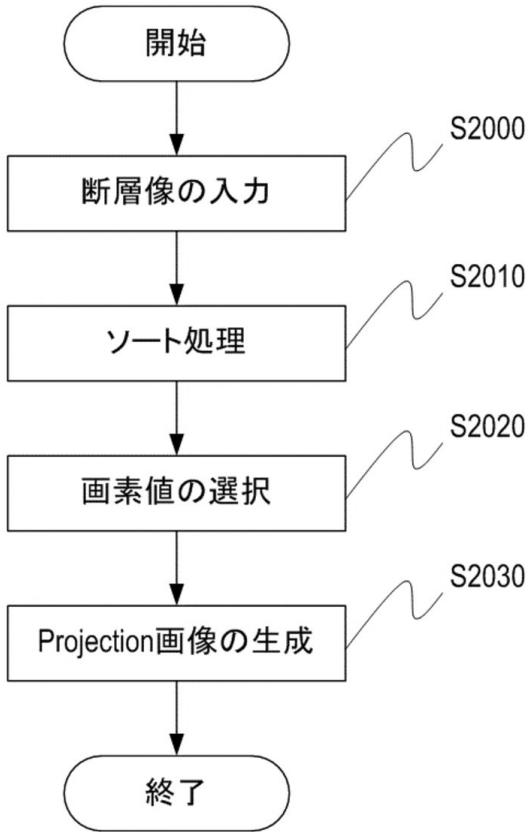 開始
S2000
断層像の入力
S2010
ソート処理
S2020
画素値の選択
S2030
Projection画像の生成
終了